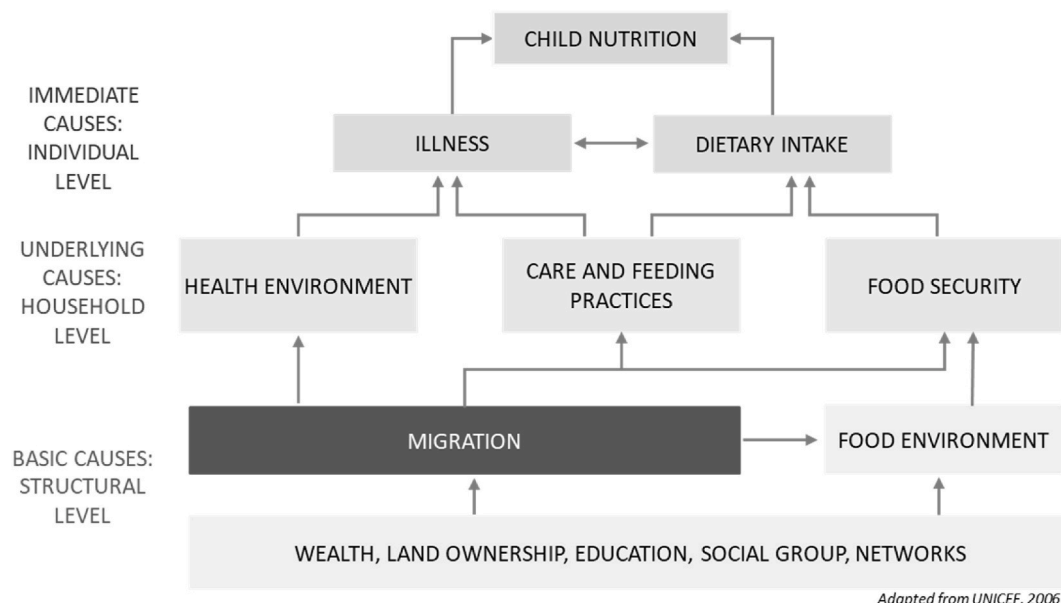 CHILD NUTRITION
IMMEDIATE
CAUSES:
INDIVIDUAL
LEVEL
ILLNESS
DIETARY INTAKE
UNDERLYING
CAUSES:
HOUSEHOLD
LEVEL
HEALTH ENVIRONMENT
CARE AND FEEDING
PRACTICES
FOOD SECURITY
BASIC CAUSES:
STRUCTURAL
LEVEL
MIGRATION
FOOD ENVIRONMENT
WEALTH, LAND OWNERSHIP, EDUCATION, SOCIAL GROUP, NETWORKS
Adapted from UNICEF, 2006